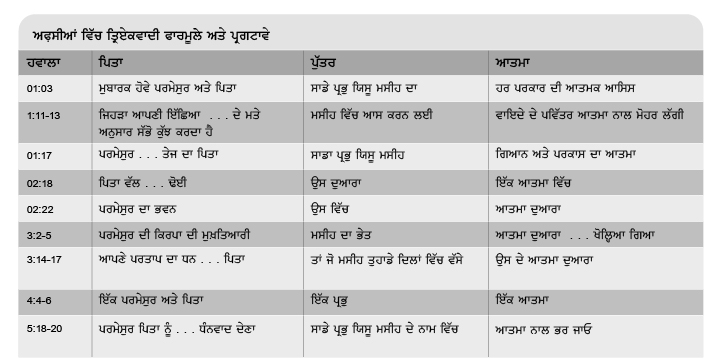 ਅਫ਼ਸੀਆਂ ਵਿੱਚ ਤ੍ਰਿਏਕਵਾਦੀ ਫਾਰਮੂਲੇ ਅਤੇ ਪ੍ਰਗਟਾਵੇ
ਹਵਾਲਾ ਪਿਤਾ ਪੁੱਤਰ ਆਤਮਾ
01:03 ਮੁਬਾਰਕ ਹੋਵੇ ਪਰਮੇਸੁਰ ਅਤੇ ਪਿਤਾ ਸਾਡੇ ਪ੍ਰਭੁ ਯਿਸੂ ਮਸੀਹ ਦਾ ਹਰ ਪਰਕਾਰ ਦੀ ਆਤਮਕ ਆਸਿਸ
1:11-13 ਜਿਹੜਾ ਆਪਣੀ ਇੱਛਿਆ . . . ਦੇ ਮਤੇ ਮਸੀਹ ਵਿੱਚ ਆਸ ਕਰਨ ਲਈ ਵਾਇਦੇ ਦੇ ਪਵਿੱਤਰ ਆਤਮਾ ਨਾਲ ਮੋਹਰ ਲੱਗੀ
ਅਨੁਸਾਰ ਸੱਭੋ ਕੁੱਝ ਕਰਦਾ ਹੈ
01:17 ਪਰਮੇਸੁਰ . . . ਤੇਜ ਦਾ ਪਿਤਾ ਸਾਡਾ ਪ੍ਰਭੁ ਯਿਸੂ ਮਸੀਹ ਗਿਆਨ ਅਤੇ ਪਰਕਾਸ ਦਾ ਆਤਮਾ
02:18 ਪਿਤਾ ਵੱਲ . . . ਢੋਈ ਉਸ ਦੁਆਰਾ ਇੱਕ ਆਤਮਾ ਵਿੱਚ
02:22 ਪਰਮੇਸੁਰ ਦਾ ਭਵਨ ਉਸ ਵਿੱਚ ਆਤਮਾ ਦੁਆਰਾ
3:2-5 ਪਰਮੇਸੁਰ ਦੀ ਕਿਰਪਾ ਦੀ ਮੁਖ਼ਤਿਆਰੀ ਮਸੀਹ ਦਾ ਭੇਤ ਆਤਮਾ ਦੁਆਰਾ . . . ਖੋਲ੍ਹਿਆ ਗਿਆ
3:14-17 ਆਪਣੇ ਪਰਤਾਪ ਦਾ ਧਨ . . . ਪਿਤਾ ਤਾਂ ਜੋ ਮਸੀਹ ਤੁਹਾਡੇ ਦਿਲਾਂ ਵਿੱਚ ਵੱਸੇ ਉਸ ਦੇ ਆਤਮਾ ਦੁਆਰਾ
4:4-6 ਇੱਕ ਪਰਮੇਸੁਰ ਅਤੇ ਪਿਤਾ ਇੱਕ ਪ੍ਰਭੁ ਇੱਕ ਆਤਮਾ
5:18-20 ਪਰਮੇਸੁਰ ਪਿਤਾ ਨੂੰ . . . ਧੰਨਵਾਦ ਦੇਣਾ ਸਾਡੇ ਪ੍ਰਭੁ ਯਿਸੂ ਮਸੀਹ ਦੇ ਨਾਮ ਵਿੱਚ ਆਤਮਾ ਨਾਲ ਭਰ ਜਾਓ